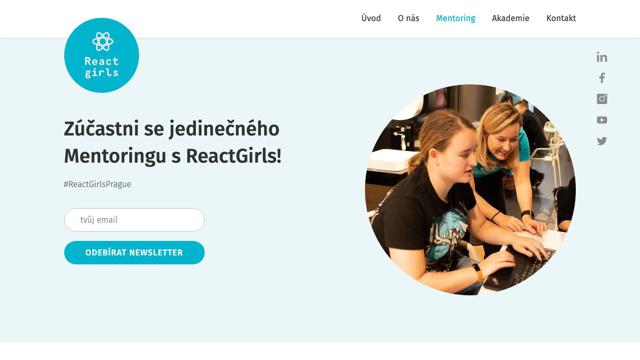 Úvod O nás Mentoring Akademie Kontakt
React
girls
Zúčastni se jedinečného
Mentoringu s ReactGirls!
#ReactGirlsPrague
tvůj email
ODEBÍRAT NEWSLETTER